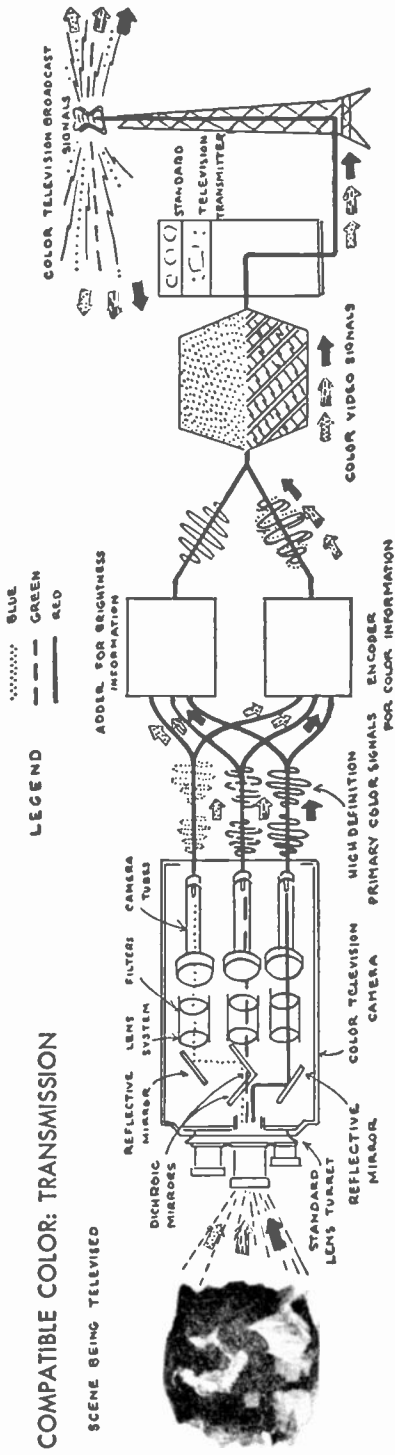 COMPATIBLE COLOR: TRANSMISSION
SCENE BEING TELEVISED
LEGEND
BLUE
GREEN
RED
REFLECTIVE
MIRROR
LENS
SYSTEM
FILTERS
CAMERA
TUBES
DICHROIC
MIRRORS
STANDARD
LENS TURRET
REFLECTIVE
MIRROR
COLOR TELEVISION
CAMERA
HIGH DEFINITION
PRIMARY COLOR SIGNALS
ADDER FOR BRIGHTNESS
INFORMATION
ENCODER
FOR COLOR INFORMATION
COLOR VIDEO SIGNALS
STANDARD
TELEVISION
TRANSMITTER
COLOR TELEVISION BROADCAST
SIGNALS